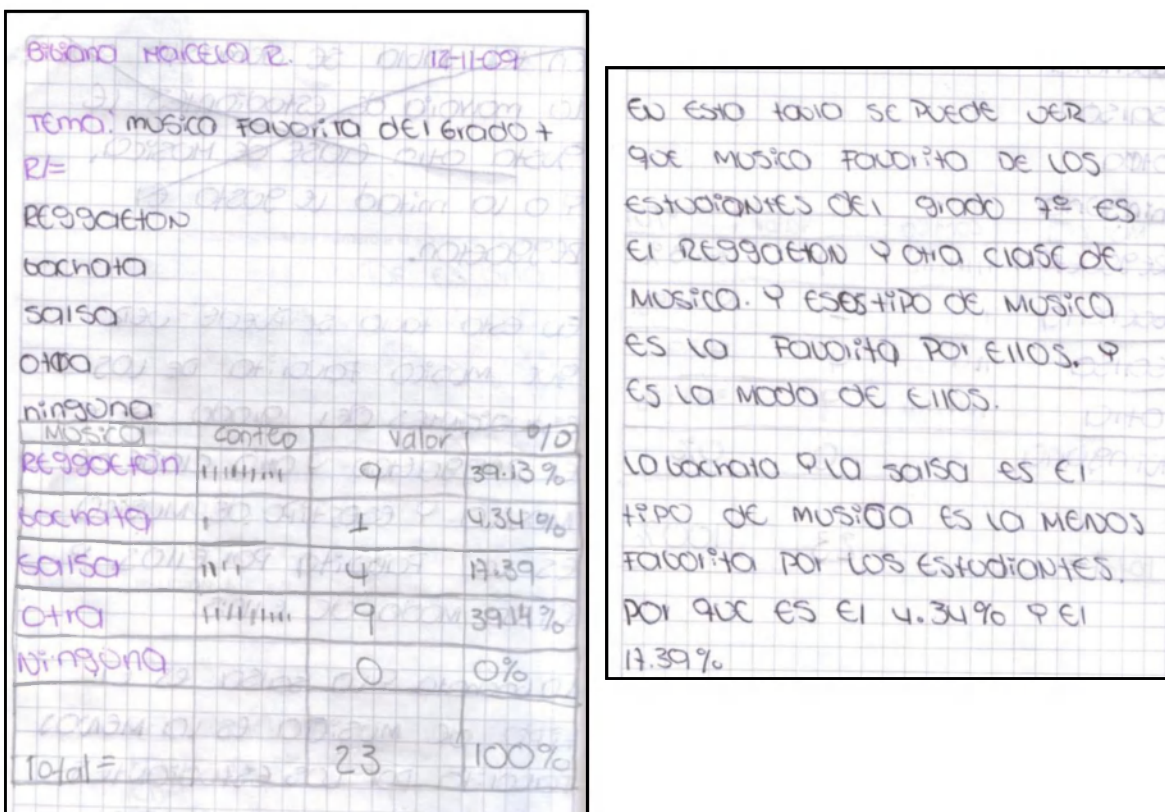 Bibiana Marcela R. 12-11-09
Tema: musica Favorita del Grado 7
R/=
REGGAETON
bachata
salsa
otra
ninguna
MUSICA conteo valor %
REGGAETON ııııııııı 9 39.13%
bachata ı 1 4.34%
salsa ıııı 4 17.39
otra ııııııııı 9 39.14%
Ninguna 0 0%
Total= 23 100%
EN ESTA tabla SE PUEDE VER
QUE MUSICA FAVORITA DE LOS
ESTUDIANTES DEL grado 7º ES
El REGGAETON Y otra clase DE
MUSICA. Y ESES tipo DE MUSICA
ES LA FAVORITA POR ELLOS. Y
ES LA MODA DE ELLOS.
LA bachata Y LA salsa ES El
tipo DE MUSICA ES LA MENOS
Favorita por LOS EStudiantes.
POR QUE ES El 4.34% Y El
17.39%